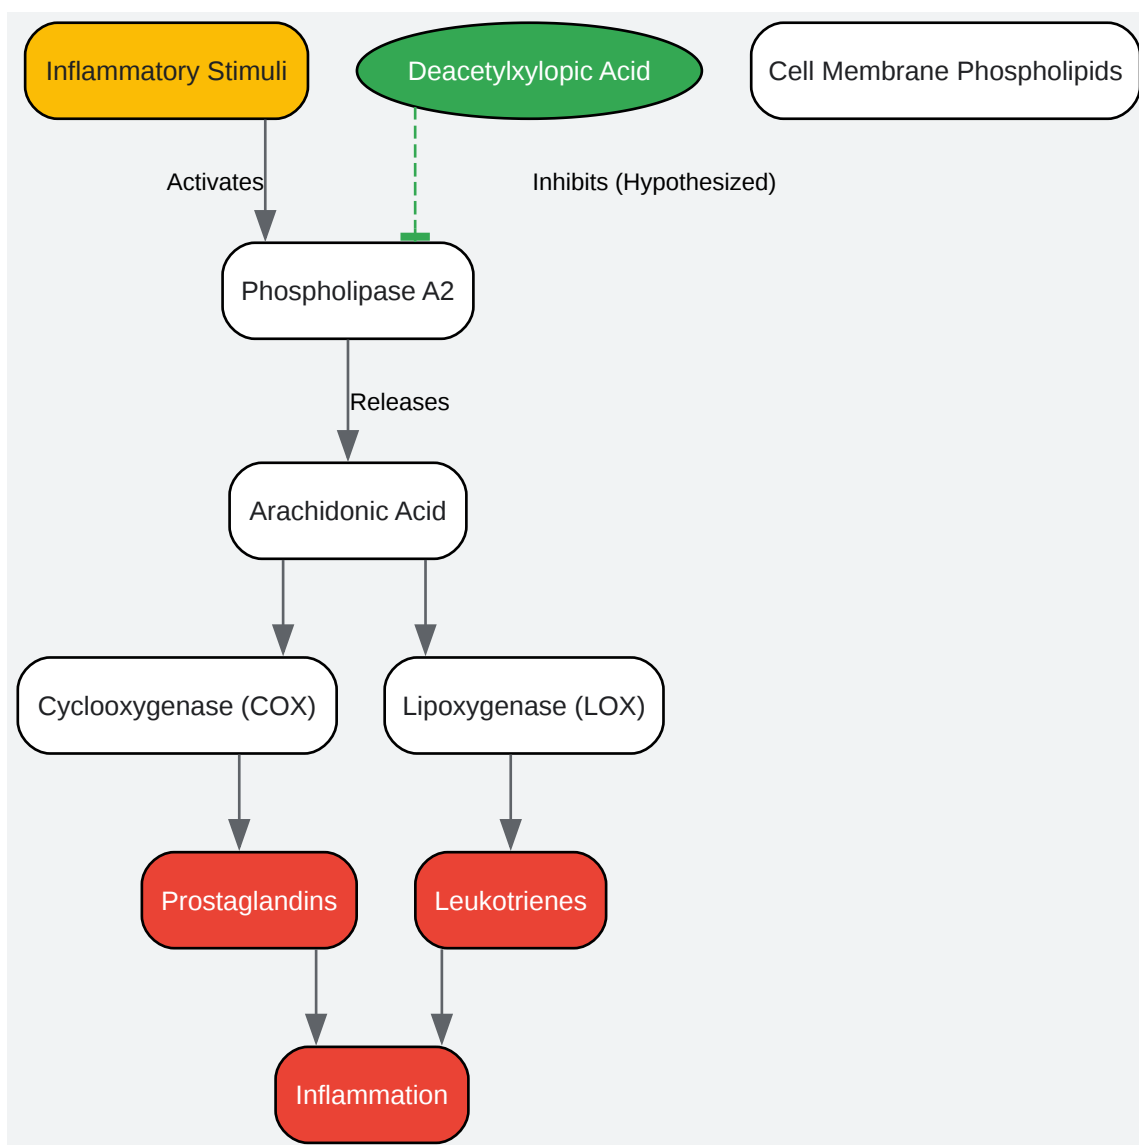 Inflammatory Stimuli
Deacetylxylopic Acid
Cell Membrane Phospholipids
Activates
Inhibits (Hypothesized)
Phospholipase A2
Releases
Arachidonic Acid
Cyclooxygenase (COX)
Lipoxygenase (LOX)
Prostaglandins
Leukotrienes
Inflammation